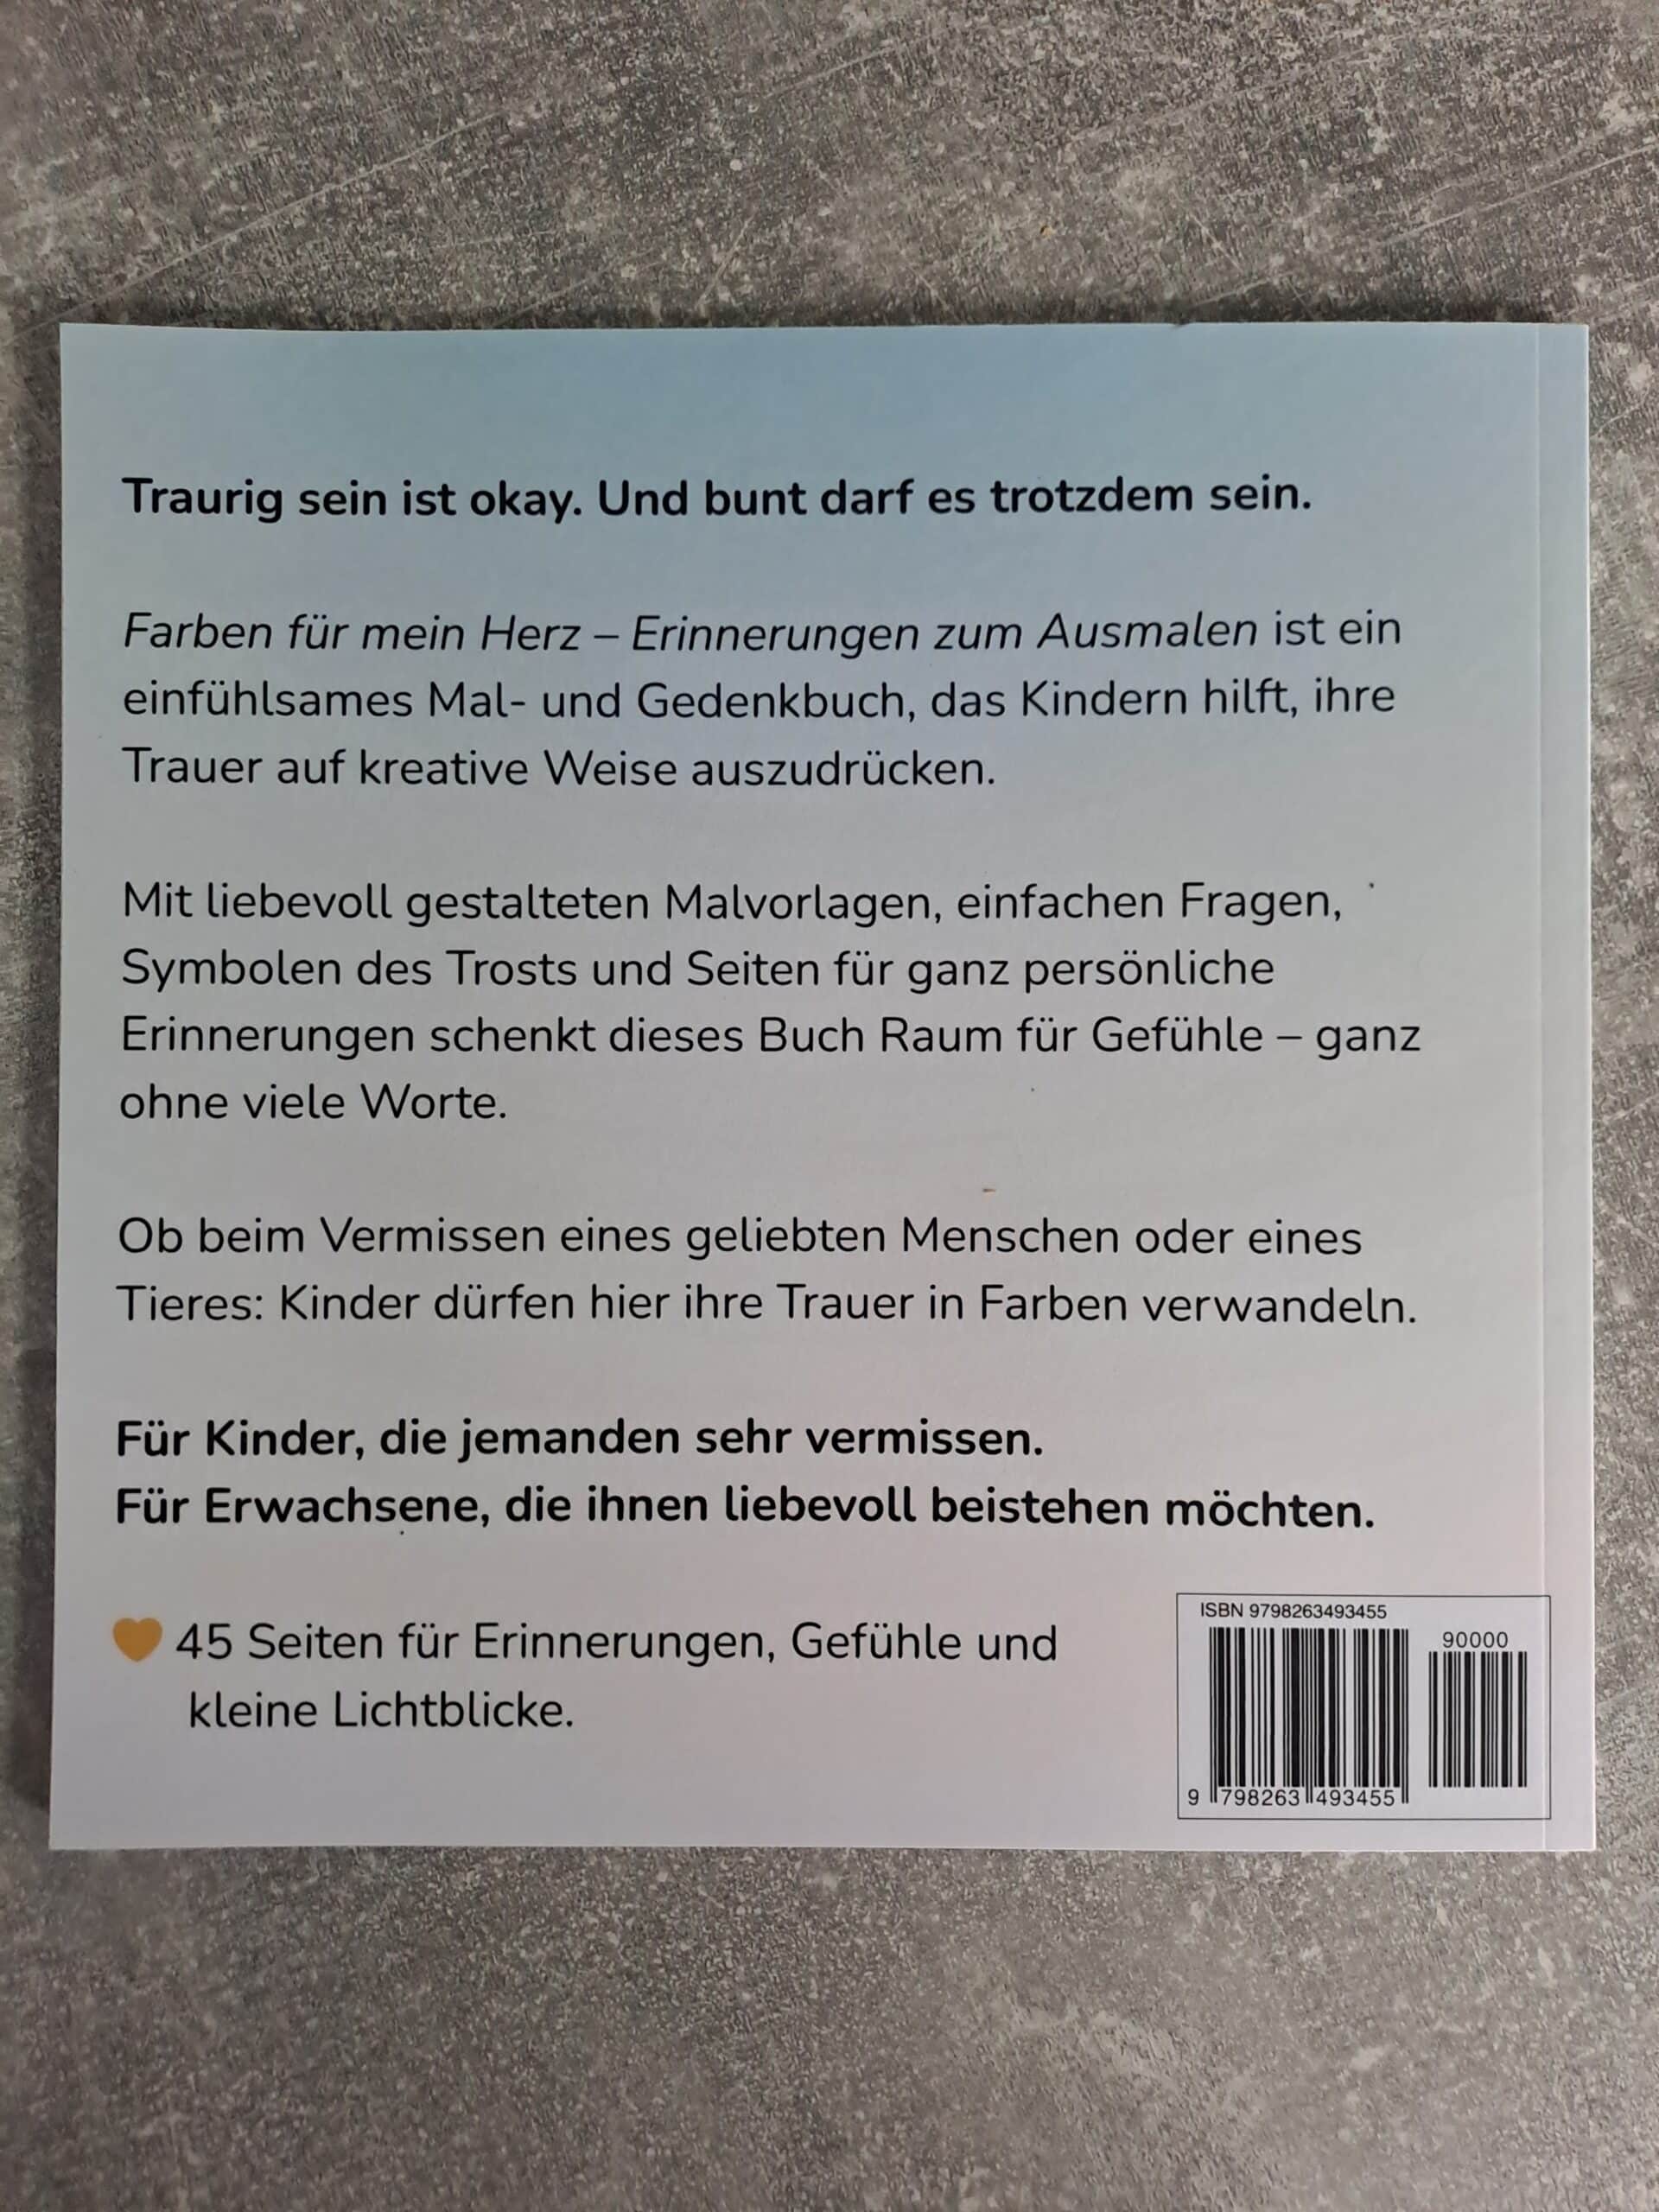 Traurig sein ist okay. Und bunt darf es trotzdem sein.
Farben für mein Herz – Erinnerungen zum Ausmalen ist ein
einfühlsames Mal- und Gedenkbuch, das Kindern hilft, ihre
Trauer auf kreative Weise auszudrücken.
Mit liebevoll gestalteten Malvorlagen, einfachen Fragen,
Symbolen des Trosts und Seiten für ganz persönliche
Erinnerungen schenkt dieses Buch Raum für Gefühle – ganz
ohne viele Worte.
Ob beim Vermissen eines geliebten Menschen oder eines
Tieres: Kinder dürfen hier ihre Trauer in Farben verwandeln.
Für Kinder, die jemanden sehr vermissen.
Für Erwachsene, die ihnen liebevoll beistehen möchten.
45 Seiten für Erinnerungen, Gefühle und
kleine Lichtblicke.
ISBN 9798263493455
90000
9 798263 493455